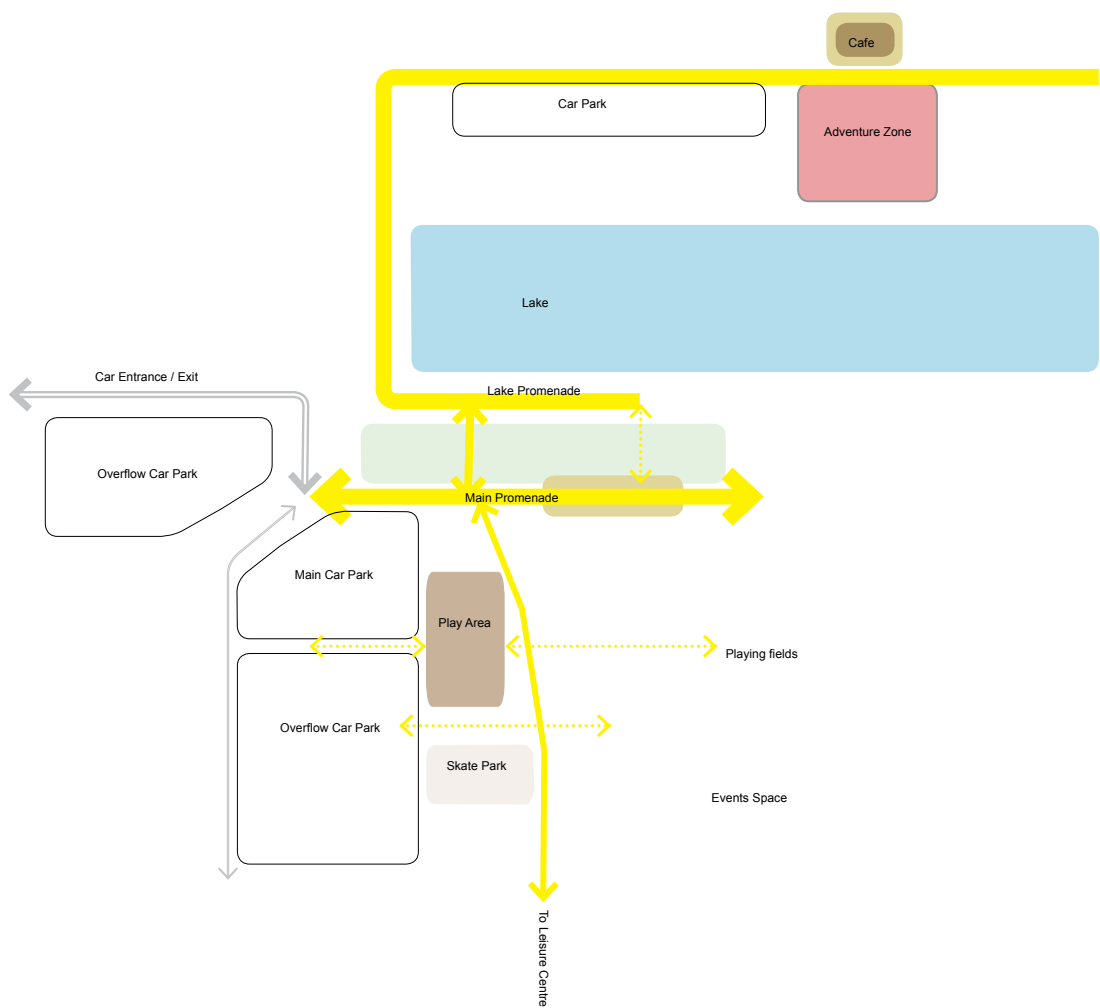 Cafe
Car Park
Adventure Zone
Lake
Car Entrance / Exit
Lake Promenade
Overflow Car Park
Main Promenade
Main Car Park
Play Area
Playing fields
Overflow Car Park
Skate Park
Events Space
To Leisure Centre